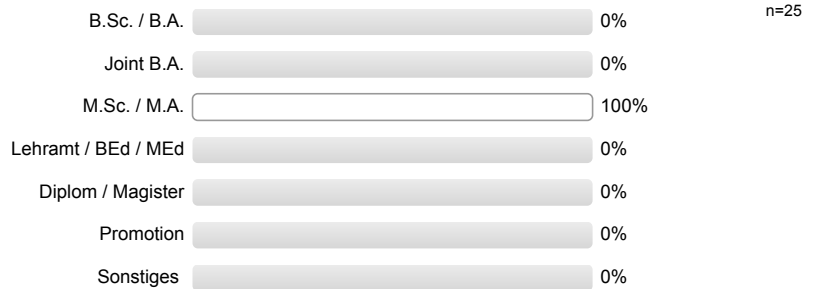 B.Sc. / B.A. 0% n=25
Joint B.A. 0%
M.Sc. / M.A. 100%
Lehramt / BEd / MEd 0%
Diplom / Magister 0%
Promotion 0%
Sonstiges 0%